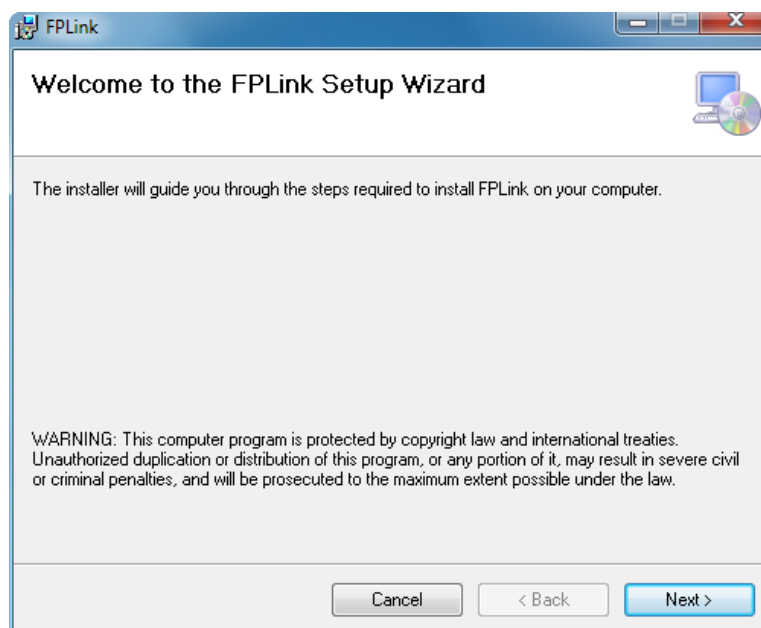 FPLink
Welcome to the FPLink Setup Wizard
The installer will guide you through the steps required to install FPLink on your computer.
WARNING: This computer program is protected by copyright law and international treaties.
Unauthorized duplication or distribution of this program, or any portion of it, may result in severe civil
or criminal penalties, and will be prosecuted to the maximum extent possible under the law.
Cancel
< Back
Next >